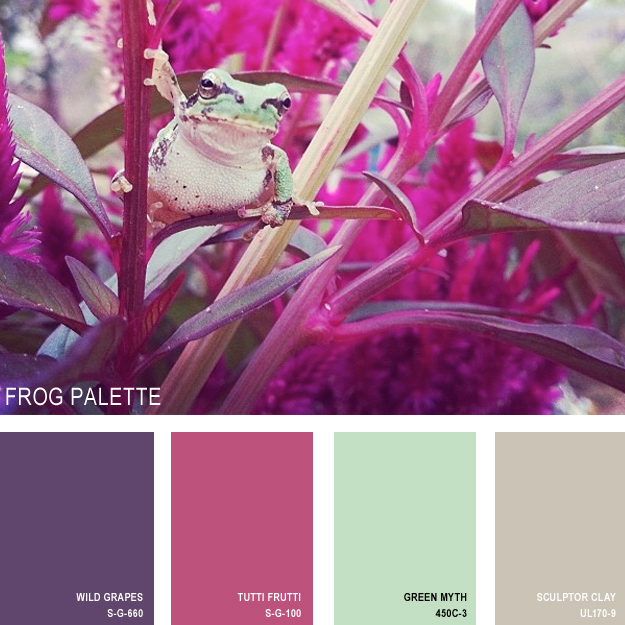 FROG PALETTE
WILD GRAPES
S-G-660
TUTTI FRUTTI
S-G-100
GREEN MYTH
450C-3
SCULPTOR CLAY
UL170-9